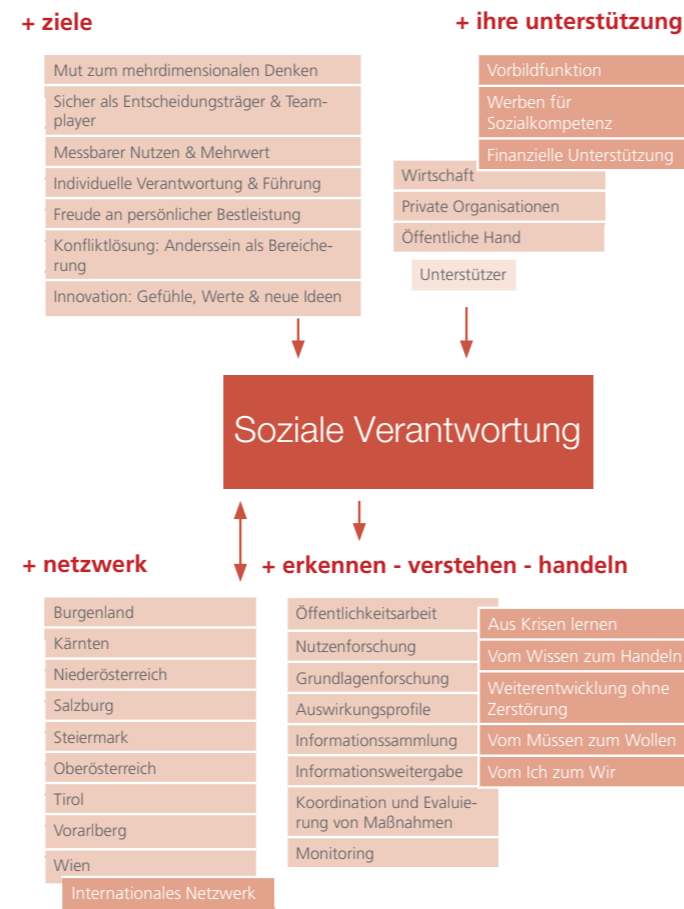 + ziele
Mut zum mehrdimensionalen Denken
Sicher als Entscheidungsträger & Team-
player
Messbarer Nutzen & Mehrwert
Individuelle Verantwortung & Führung
Freude an persönlicher Bestleistung
Konfliktlösung: Anderssein als Bereiche-
rung
Innovation: Gefühle, Werte & neue Ideen
+ ihre unterstützung
Vorbildfunktion
Werben für
Sozialkompetenz
Finanzielle Unterstützung
Wirtschaft
Private Organisationen
Öffentliche Hand
Unterstützer
Soziale Verantwortung
+ netzwerk
Burgenland
Kärnten
Niederösterreich
Salzburg
Steiermark
Oberösterreich
Tirol
Vorarlberg
Wien
Internationales Netzwerk
+ erkennen - verstehen - handeln
Öffentlichkeitsarbeit
Nutzenforschung
Grundlagenforschung
Auswirkungsprofile
Informationssammlung
Informationsweitergabe
Koordination und Evaluie-
rung von Maßnahmen
Monitoring
Aus Krisen lernen
Vom Wissen zum Handeln
Weiterentwicklung ohne
Zerstörung
Vom Müssen zum Wollen
Vom Ich zum Wir